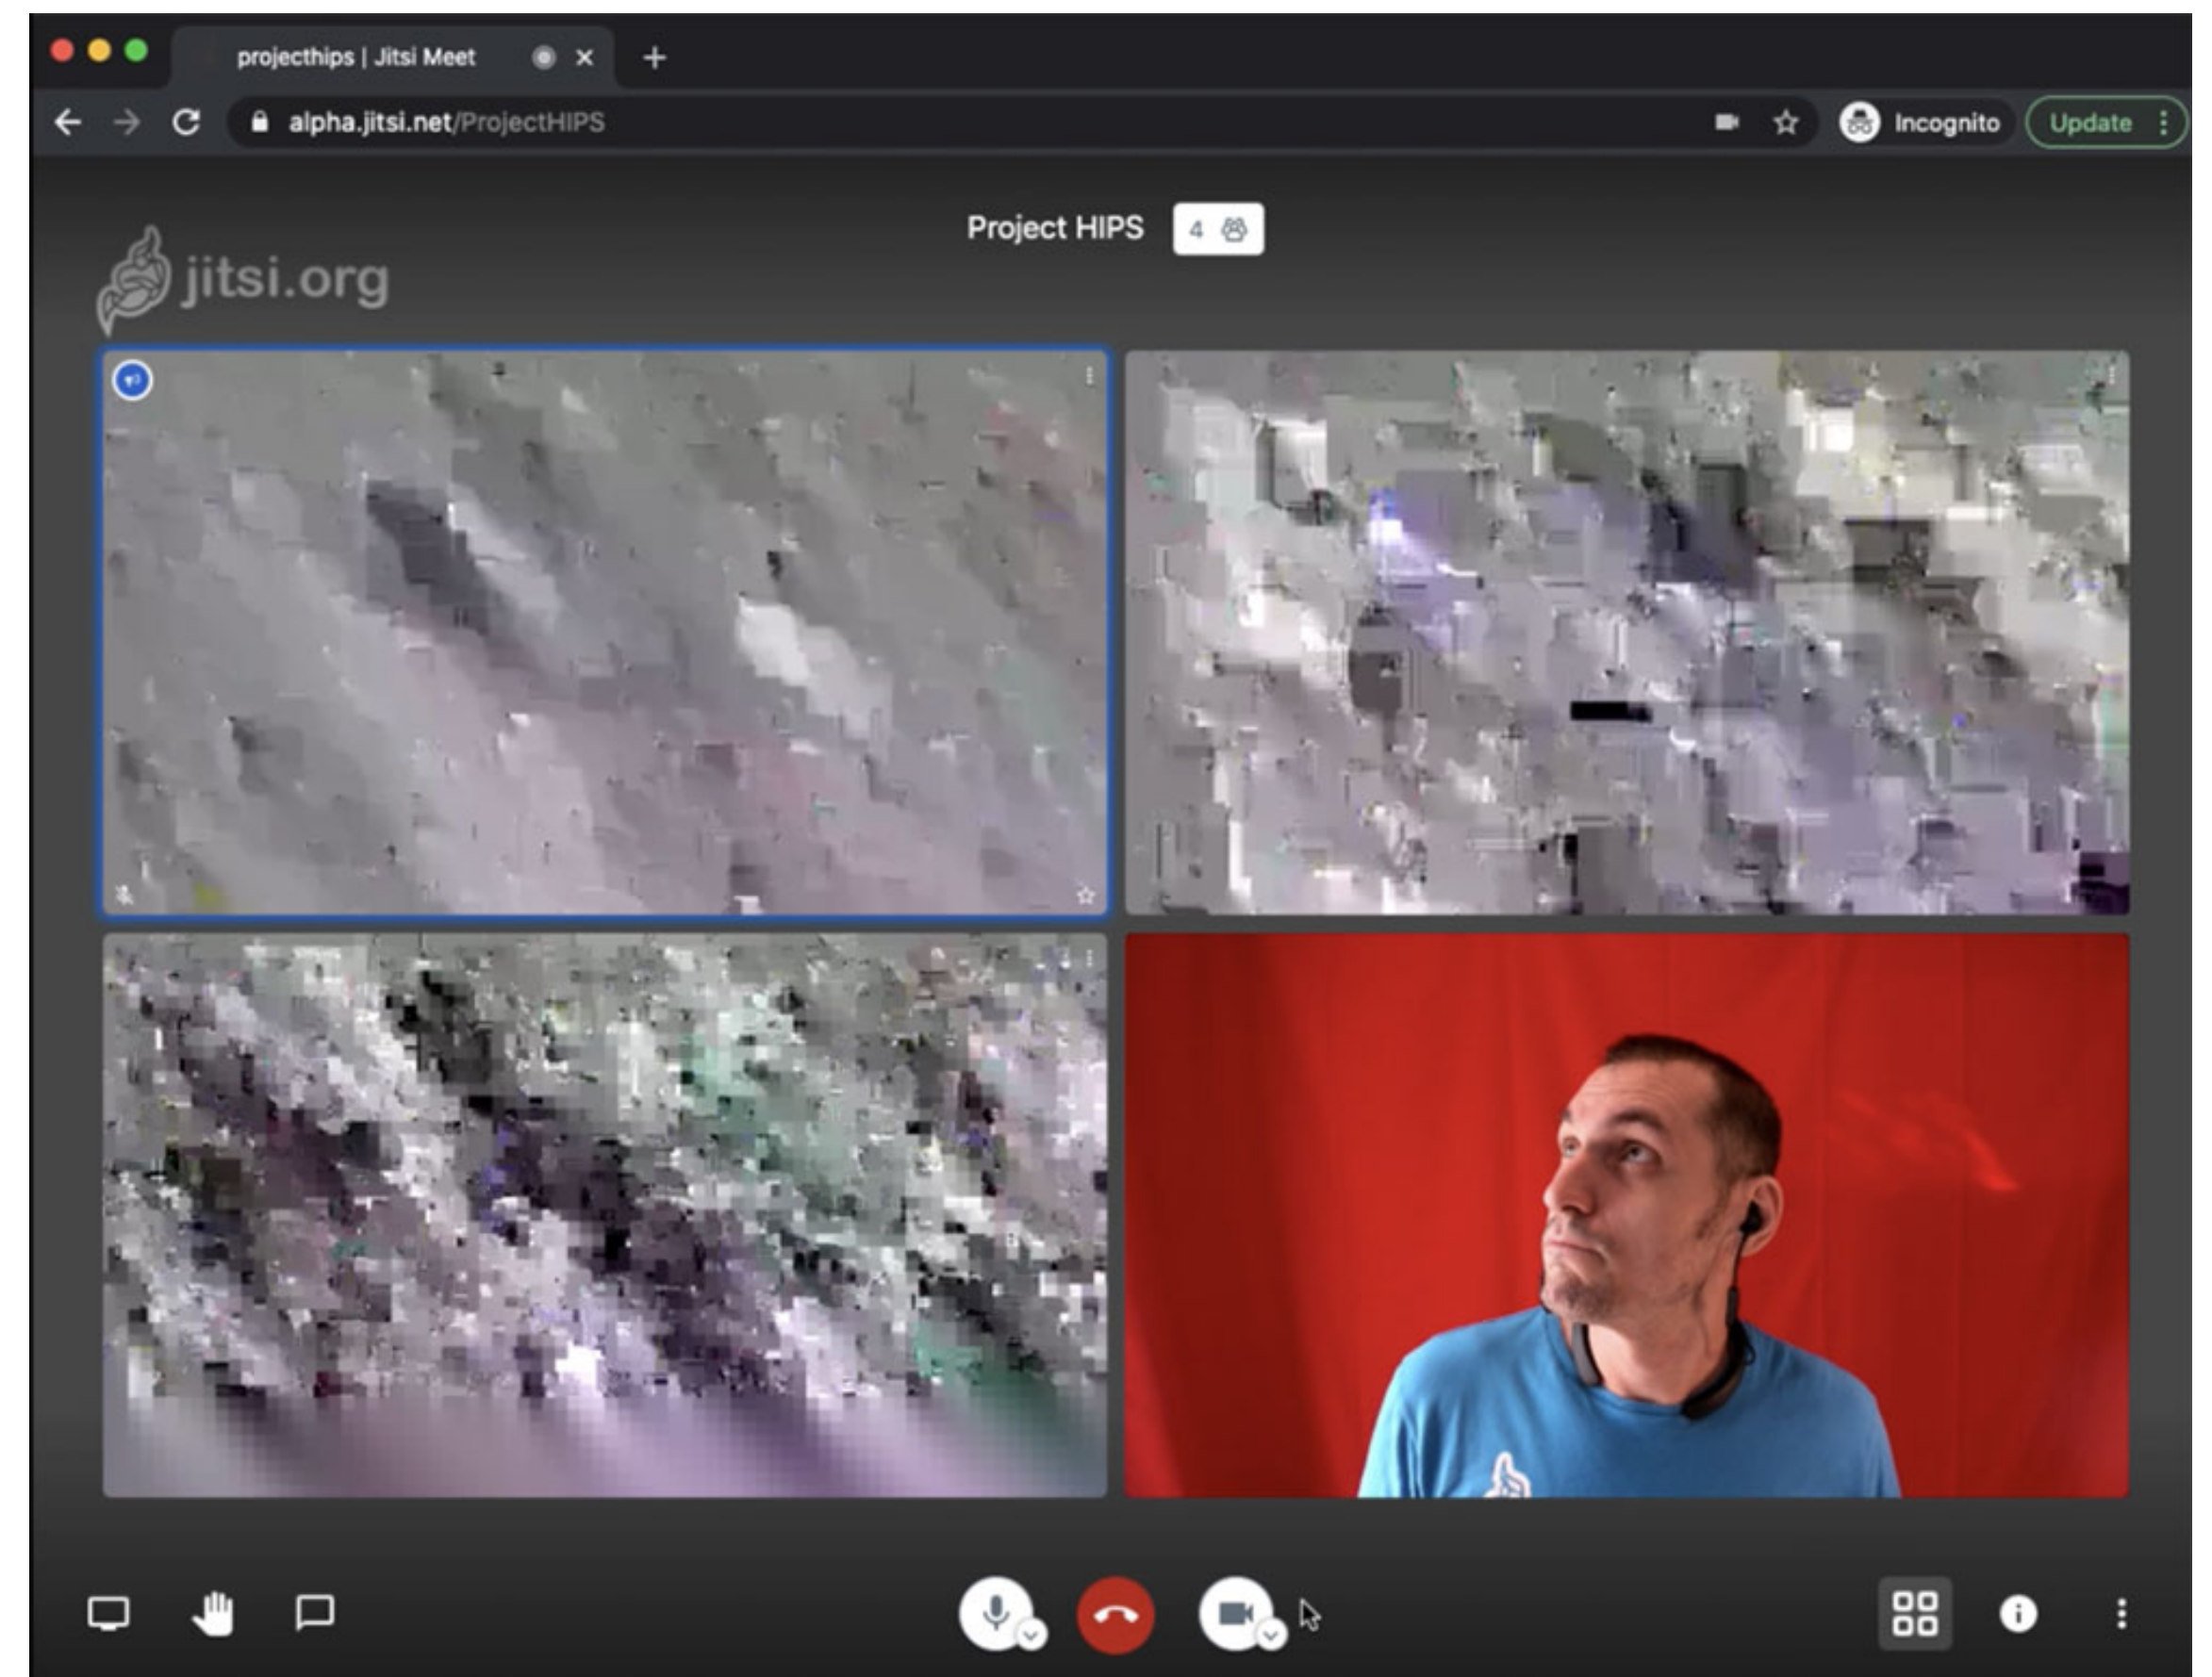 projecthips | Jitsi Meet
alpha.jitsi.net/ProjectHIPS
Incognito
Update
Project HIPS
4
jitsi.org